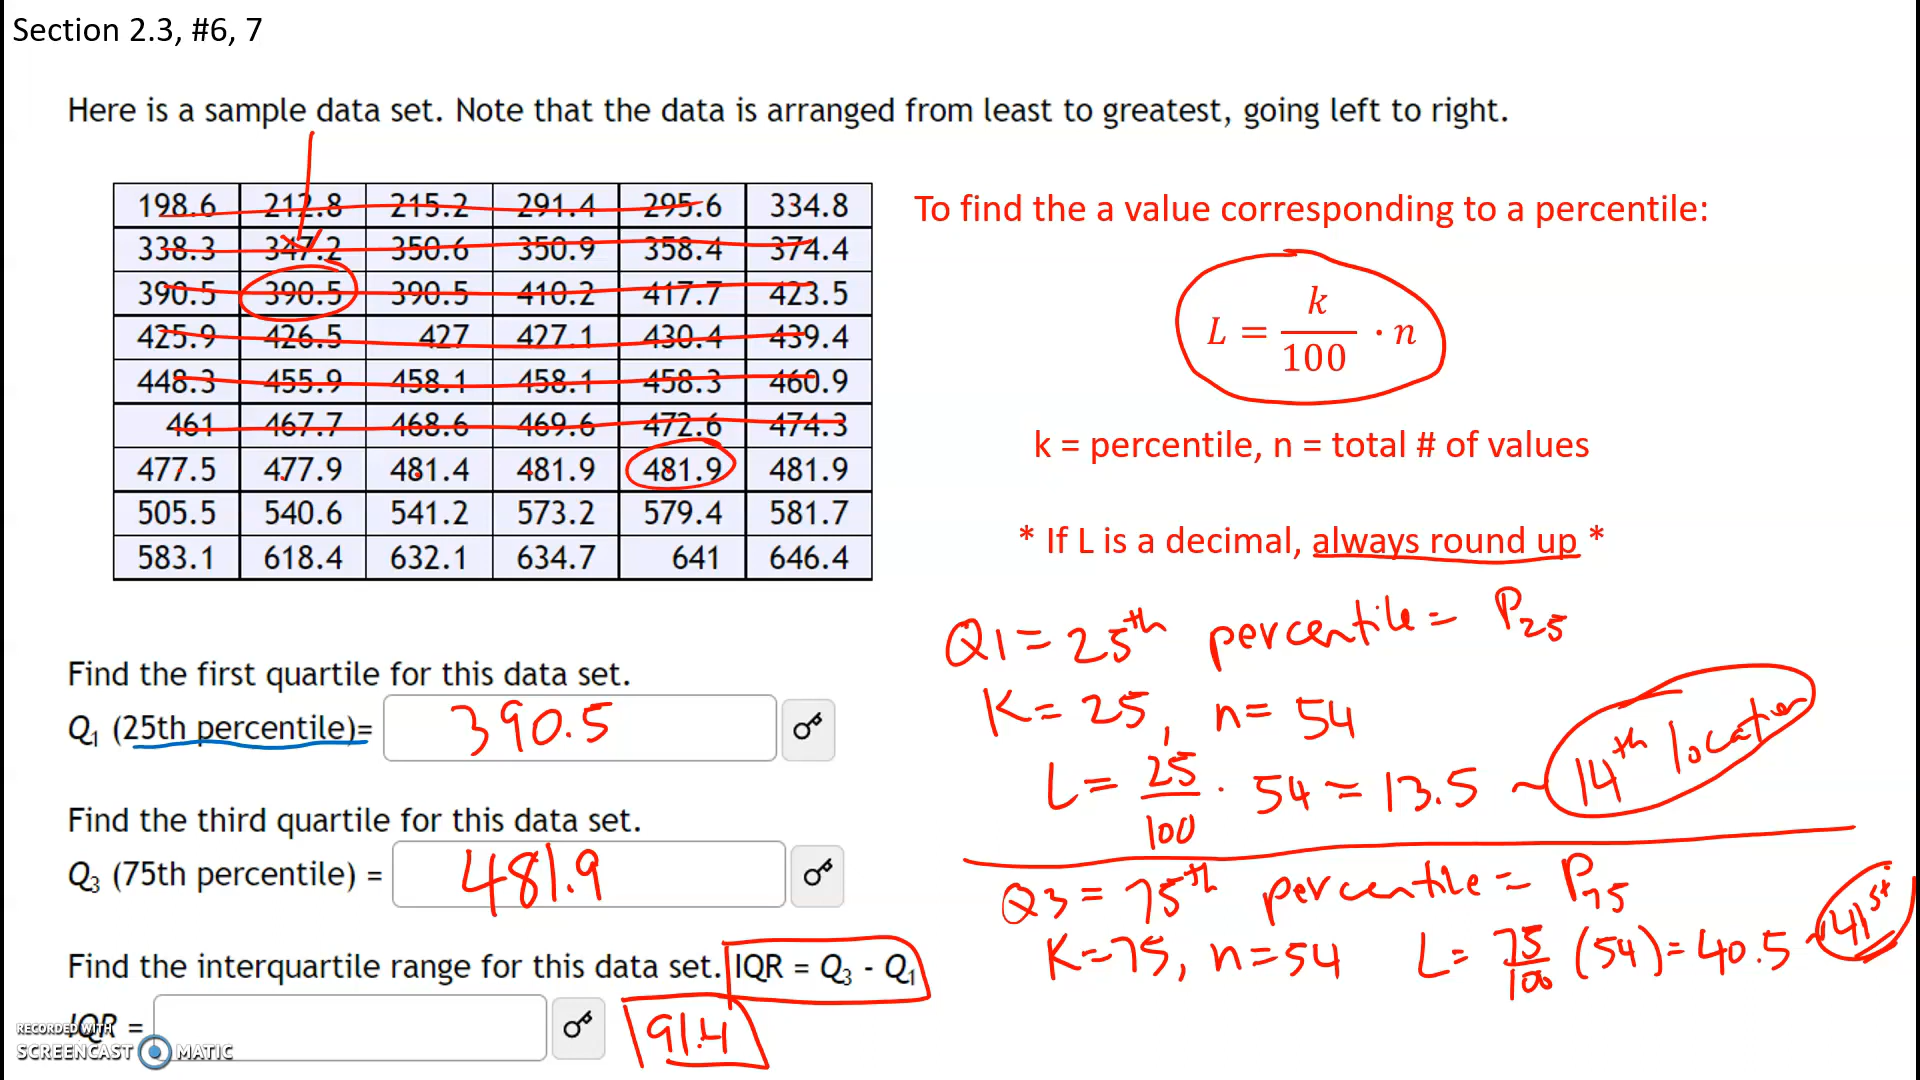 Section 2.3, #6, 7
Here is a sample data set. Note that the data is arranged from least to greatest, going left to right.
198.6 212.8 215.2 291.4 295.6 334.8
338.3 347.2 350.6 350.9 358.4 374.4
390.5 390.5 390.5 410.2 417.7 423.5
425.9 426.5 427 427.1 430.4 439.4
448.3 455.9 458.1 458.1 458.3 460.9
461 467.7 468.6 469.6 472.6 474.3
477.5 477.9 481.4 481.9 481.9 481.9
505.5 540.6 541.2 573.2 579.4 581.7
583.1 618.4 632.1 634.7 641 646.4
To find the a value corresponding to a percentile:
L = k/100 · n
k = percentile, n = total # of values
* If L is a decimal, always round up *
Q1 = 25th percentile = P25
K = 25, n = 54
L = 25/100 · 54 = 13.5 ~ 14th location
Q3 = 75th percentile = P75
K = 75, n = 54 L = 75/100 (54) = 40.5 ~ 41st
Find the first quartile for this data set.
Q1 (25th percentile)= 390.5
Find the third quartile for this data set.
Q3 (75th percentile) = 481.9
Find the interquartile range for this data set. IQR = Q3 - Q1
IQR = 91.4
RECORDED WITH
SCREENCAST MATIC